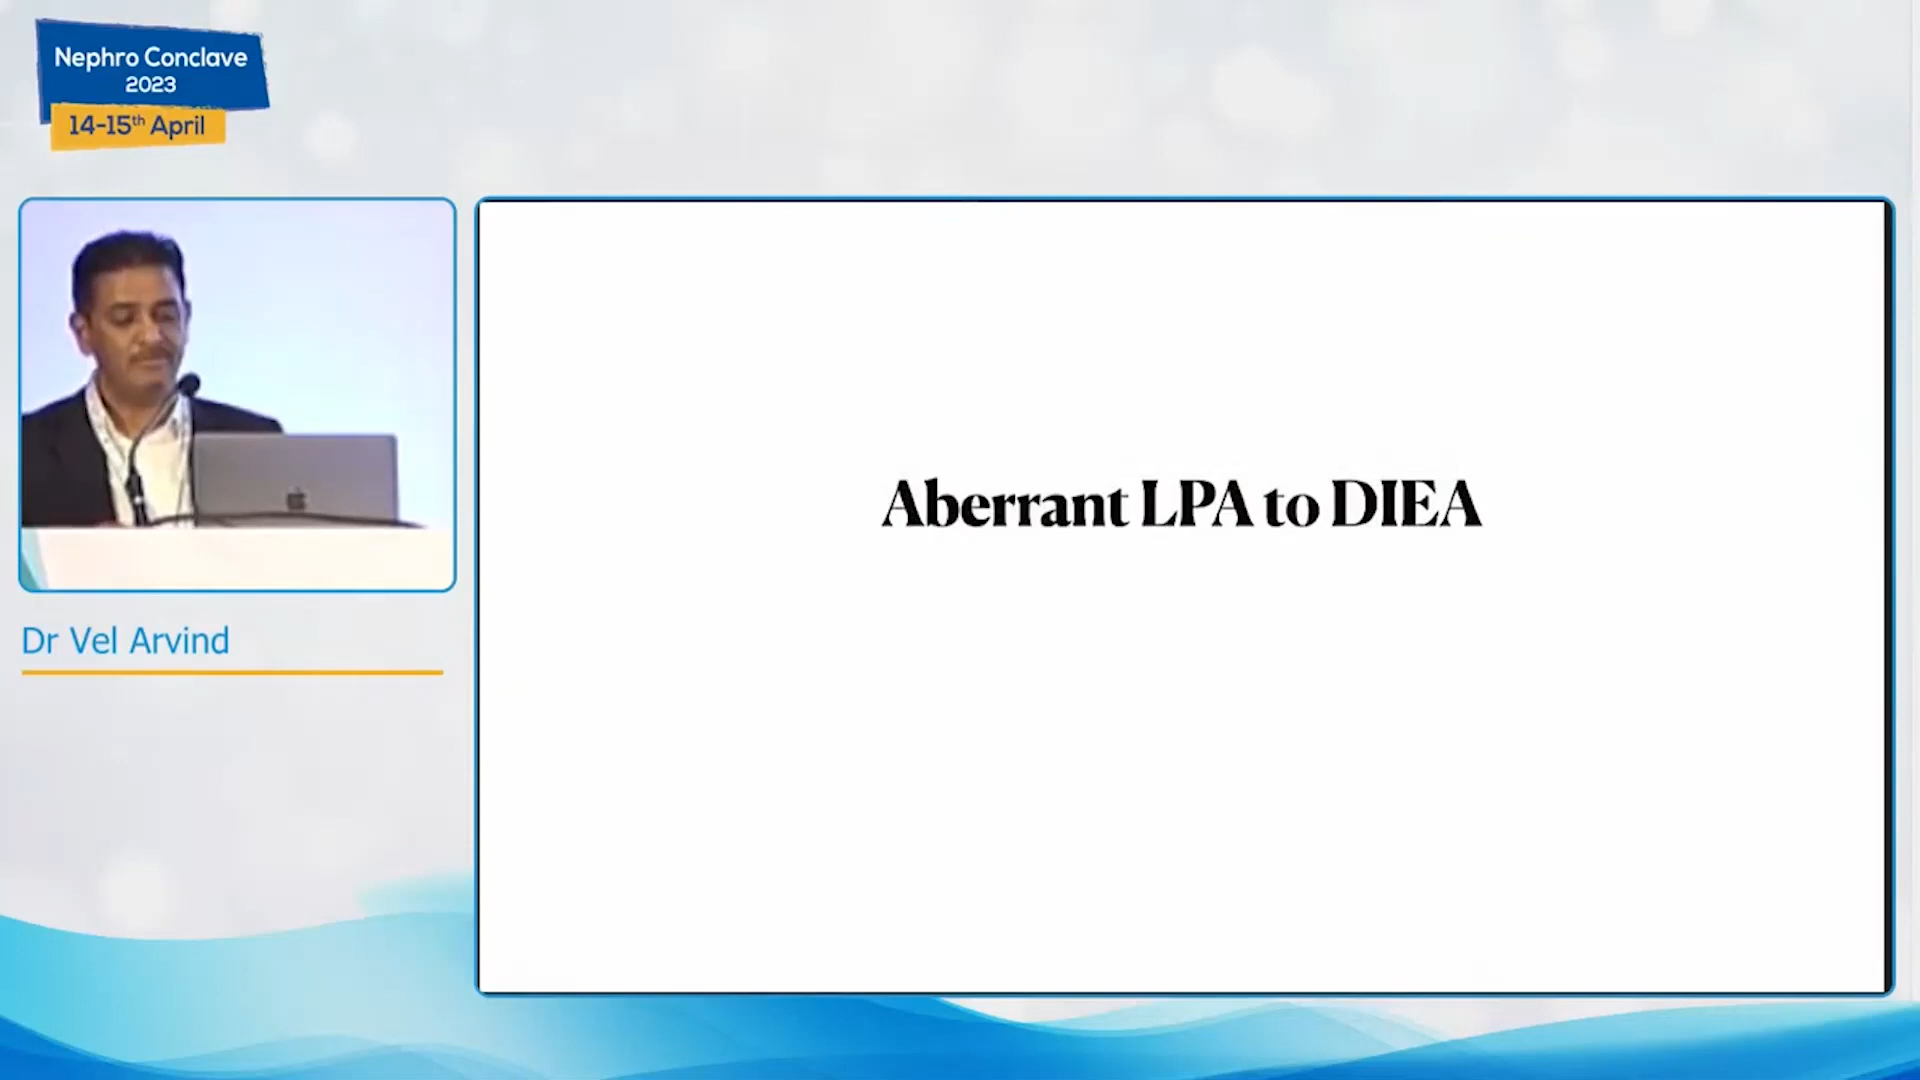 Nephro Conclave
2023
14-15th April
Dr Vel Arvind
Aberrant LPA to DIEA